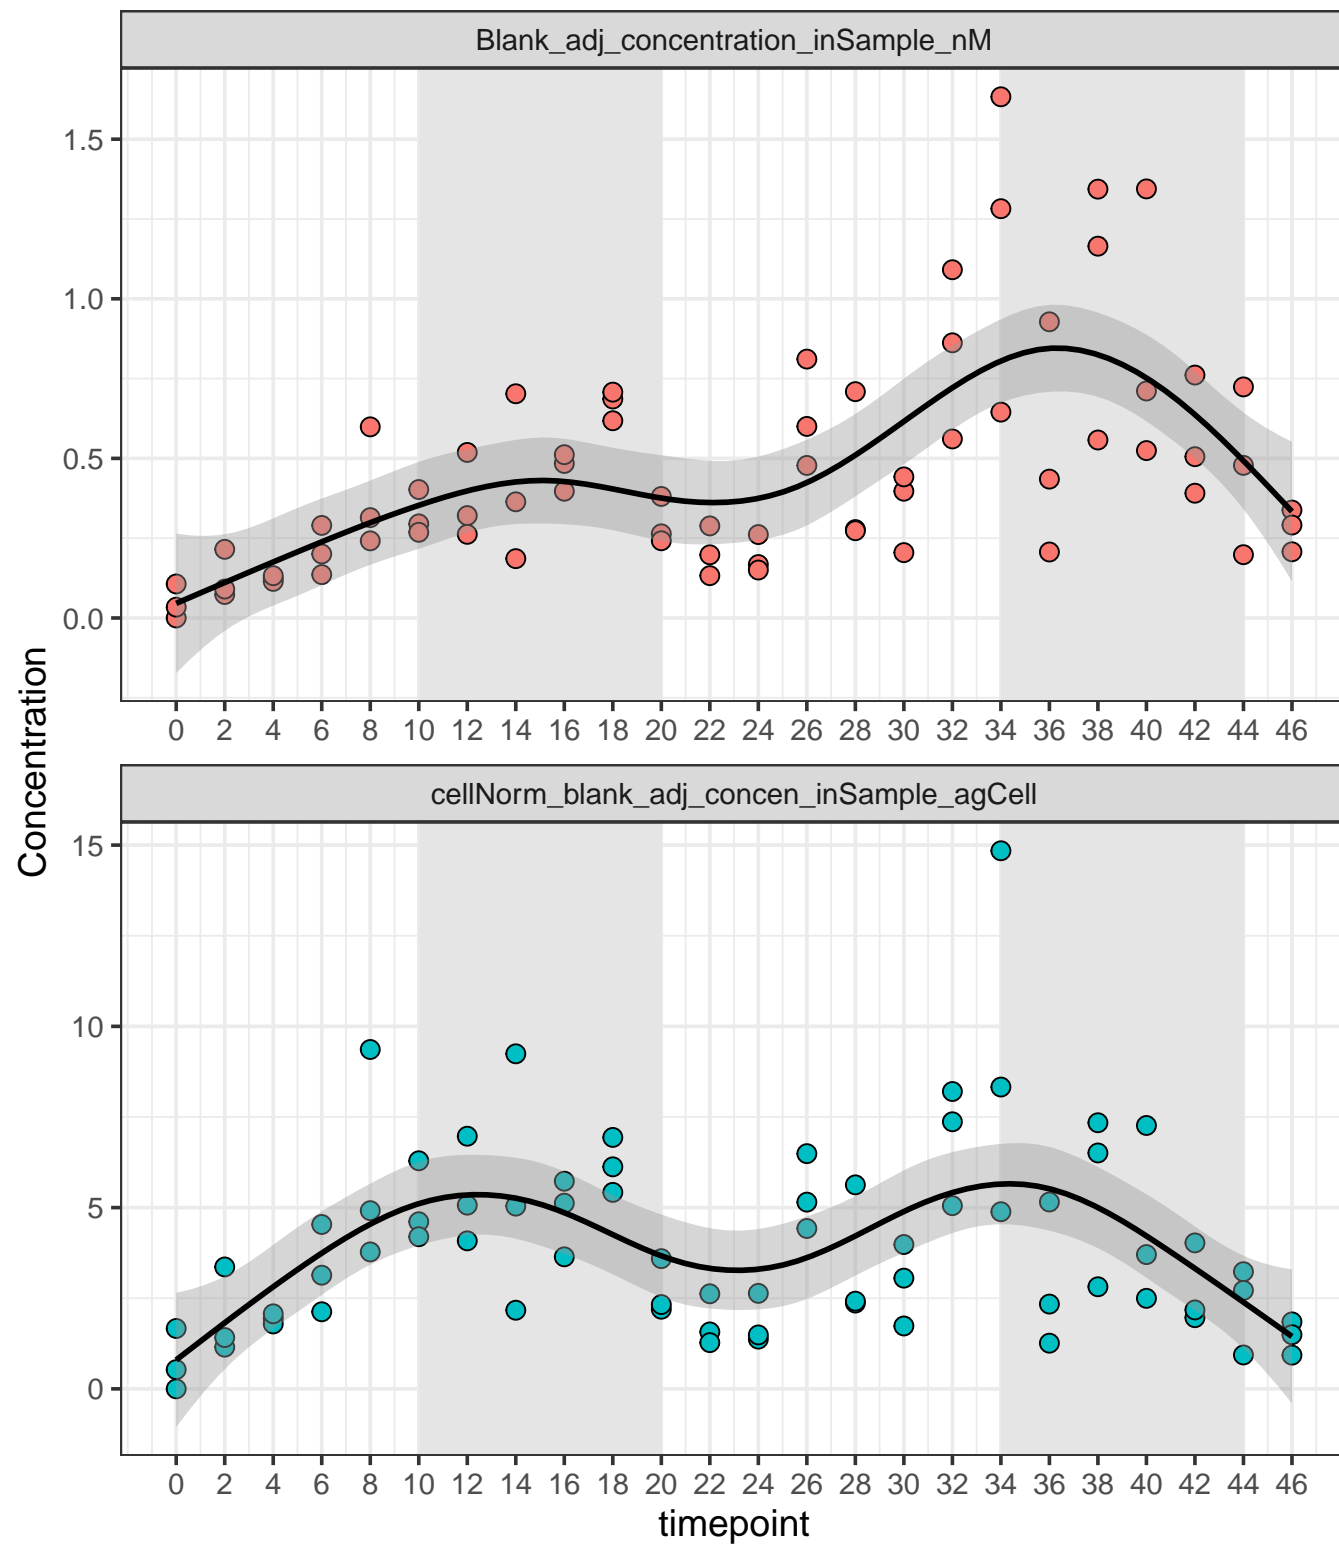 Blank_adj_concentration_inSample_nM
1.5
1.0
0.5
0.0
0 2 4 6 8 10 12 14 16 18 20 22 24 26 28 30 32 34 36 38 40 42 44 46
Concentration
cellNorm_blank_adj_concen_inSample_agCell
15
10
5
0
0 2 4 6 8 10 12 14 16 18 20 22 24 26 28 30 32 34 36 38 40 42 44 46
timepoint